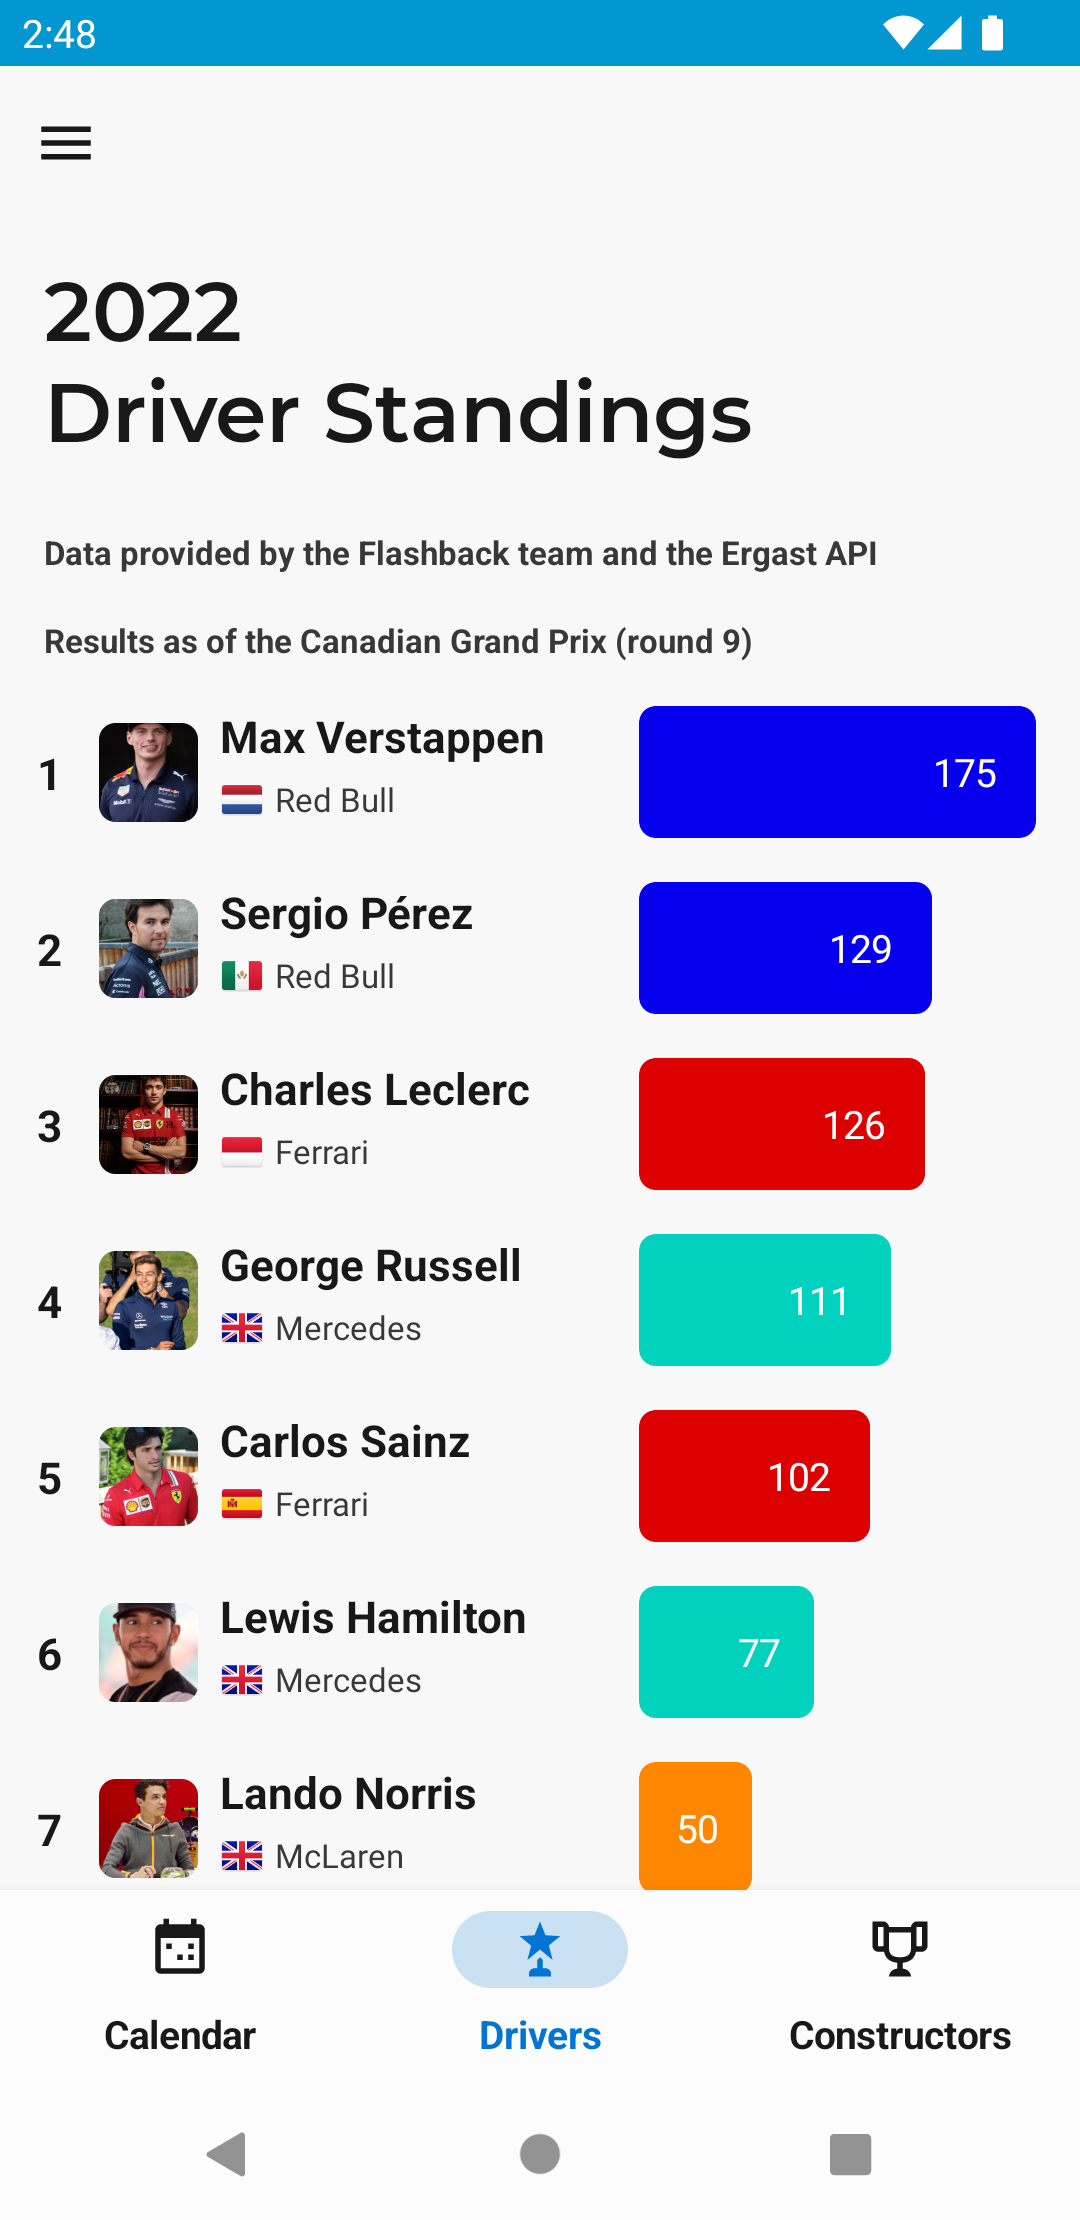 2:48
2022
Driver Standings
Data provided by the Flashback team and the Ergast API
Results as of the Canadian Grand Prix (round 9)
1
Max Verstappen
Red Bull
175
2
Sergio Pérez
Red Bull
129
3
Charles Leclerc
Ferrari
126
4
George Russell
Mercedes
111
5
Carlos Sainz
Ferrari
102
6
Lewis Hamilton
Mercedes
77
7
Lando Norris
McLaren
50
Calendar
Drivers
Constructors